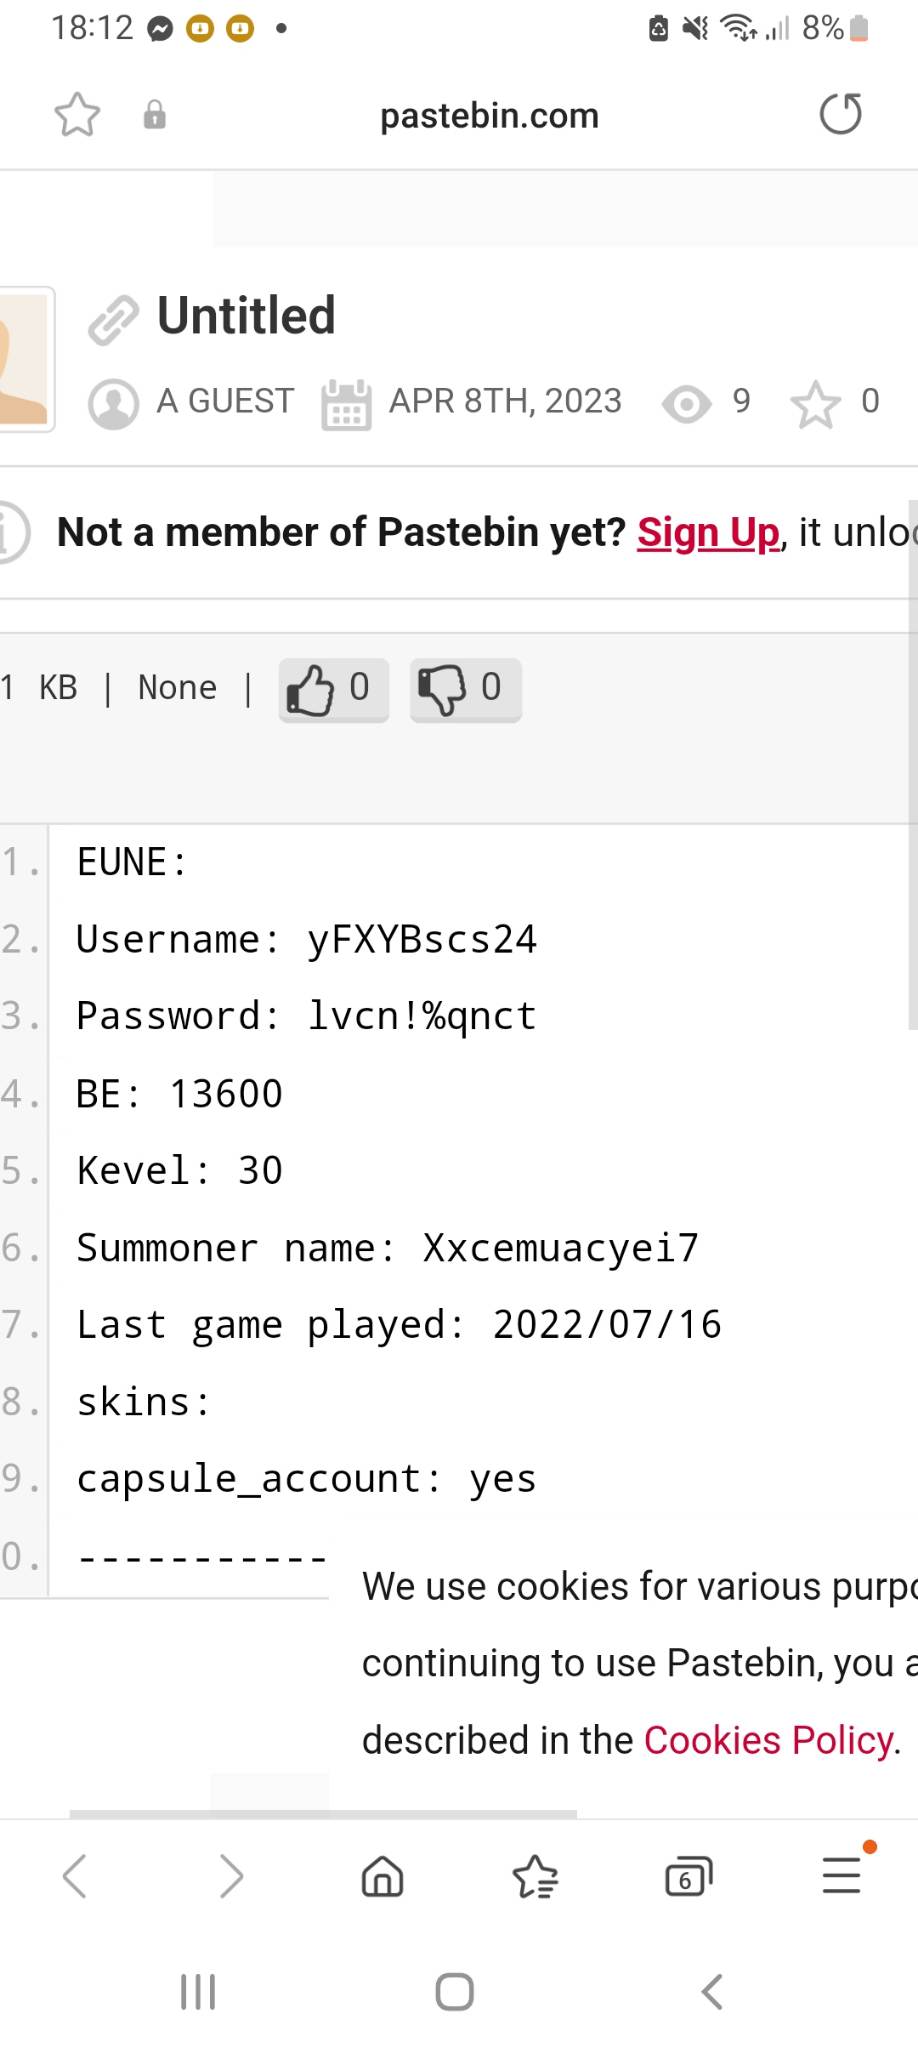 18:12
8%
pastebin.com
Untitled
A GUEST APR 8TH, 2023 9 0
Not a member of Pastebin yet? Sign Up, it unloc
1 KB | None | 0 0
1. EUNE:
2. Username: yFXYBscs24
3. Password: lvcn!%qnct
4. BE: 13600
5. Kevel: 30
6. Summoner name: Xxcemuacyei7
7. Last game played: 2022/07/16
8. skins:
9. capsule_account: yes
0. -----------
We use cookies for various purpo
continuing to use Pastebin, you a
described in the Cookies Policy.
6